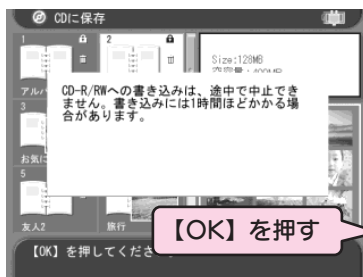 CDに保存
1
2
Size:128MB
アルバ
CD-R/RWへの書き込みは、途中で中止でき
ません。書き込みには1時間ほどかかる場
合があります。
3
お気に
5
友人2
旅行
【OK】を押す
【OK】を押してくださ